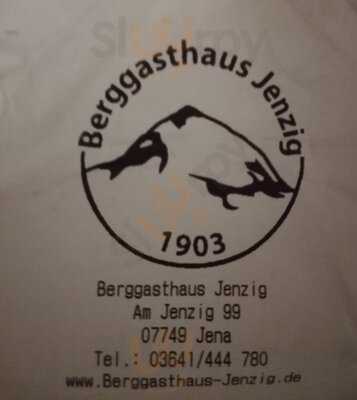 Berggasthaus Jenzig
1903
Berggasthaus Jenzig
Am Jenzig 99
07749 Jena
Tel.: 03641/444 780
www.Berggasthaus-Jenzig.de